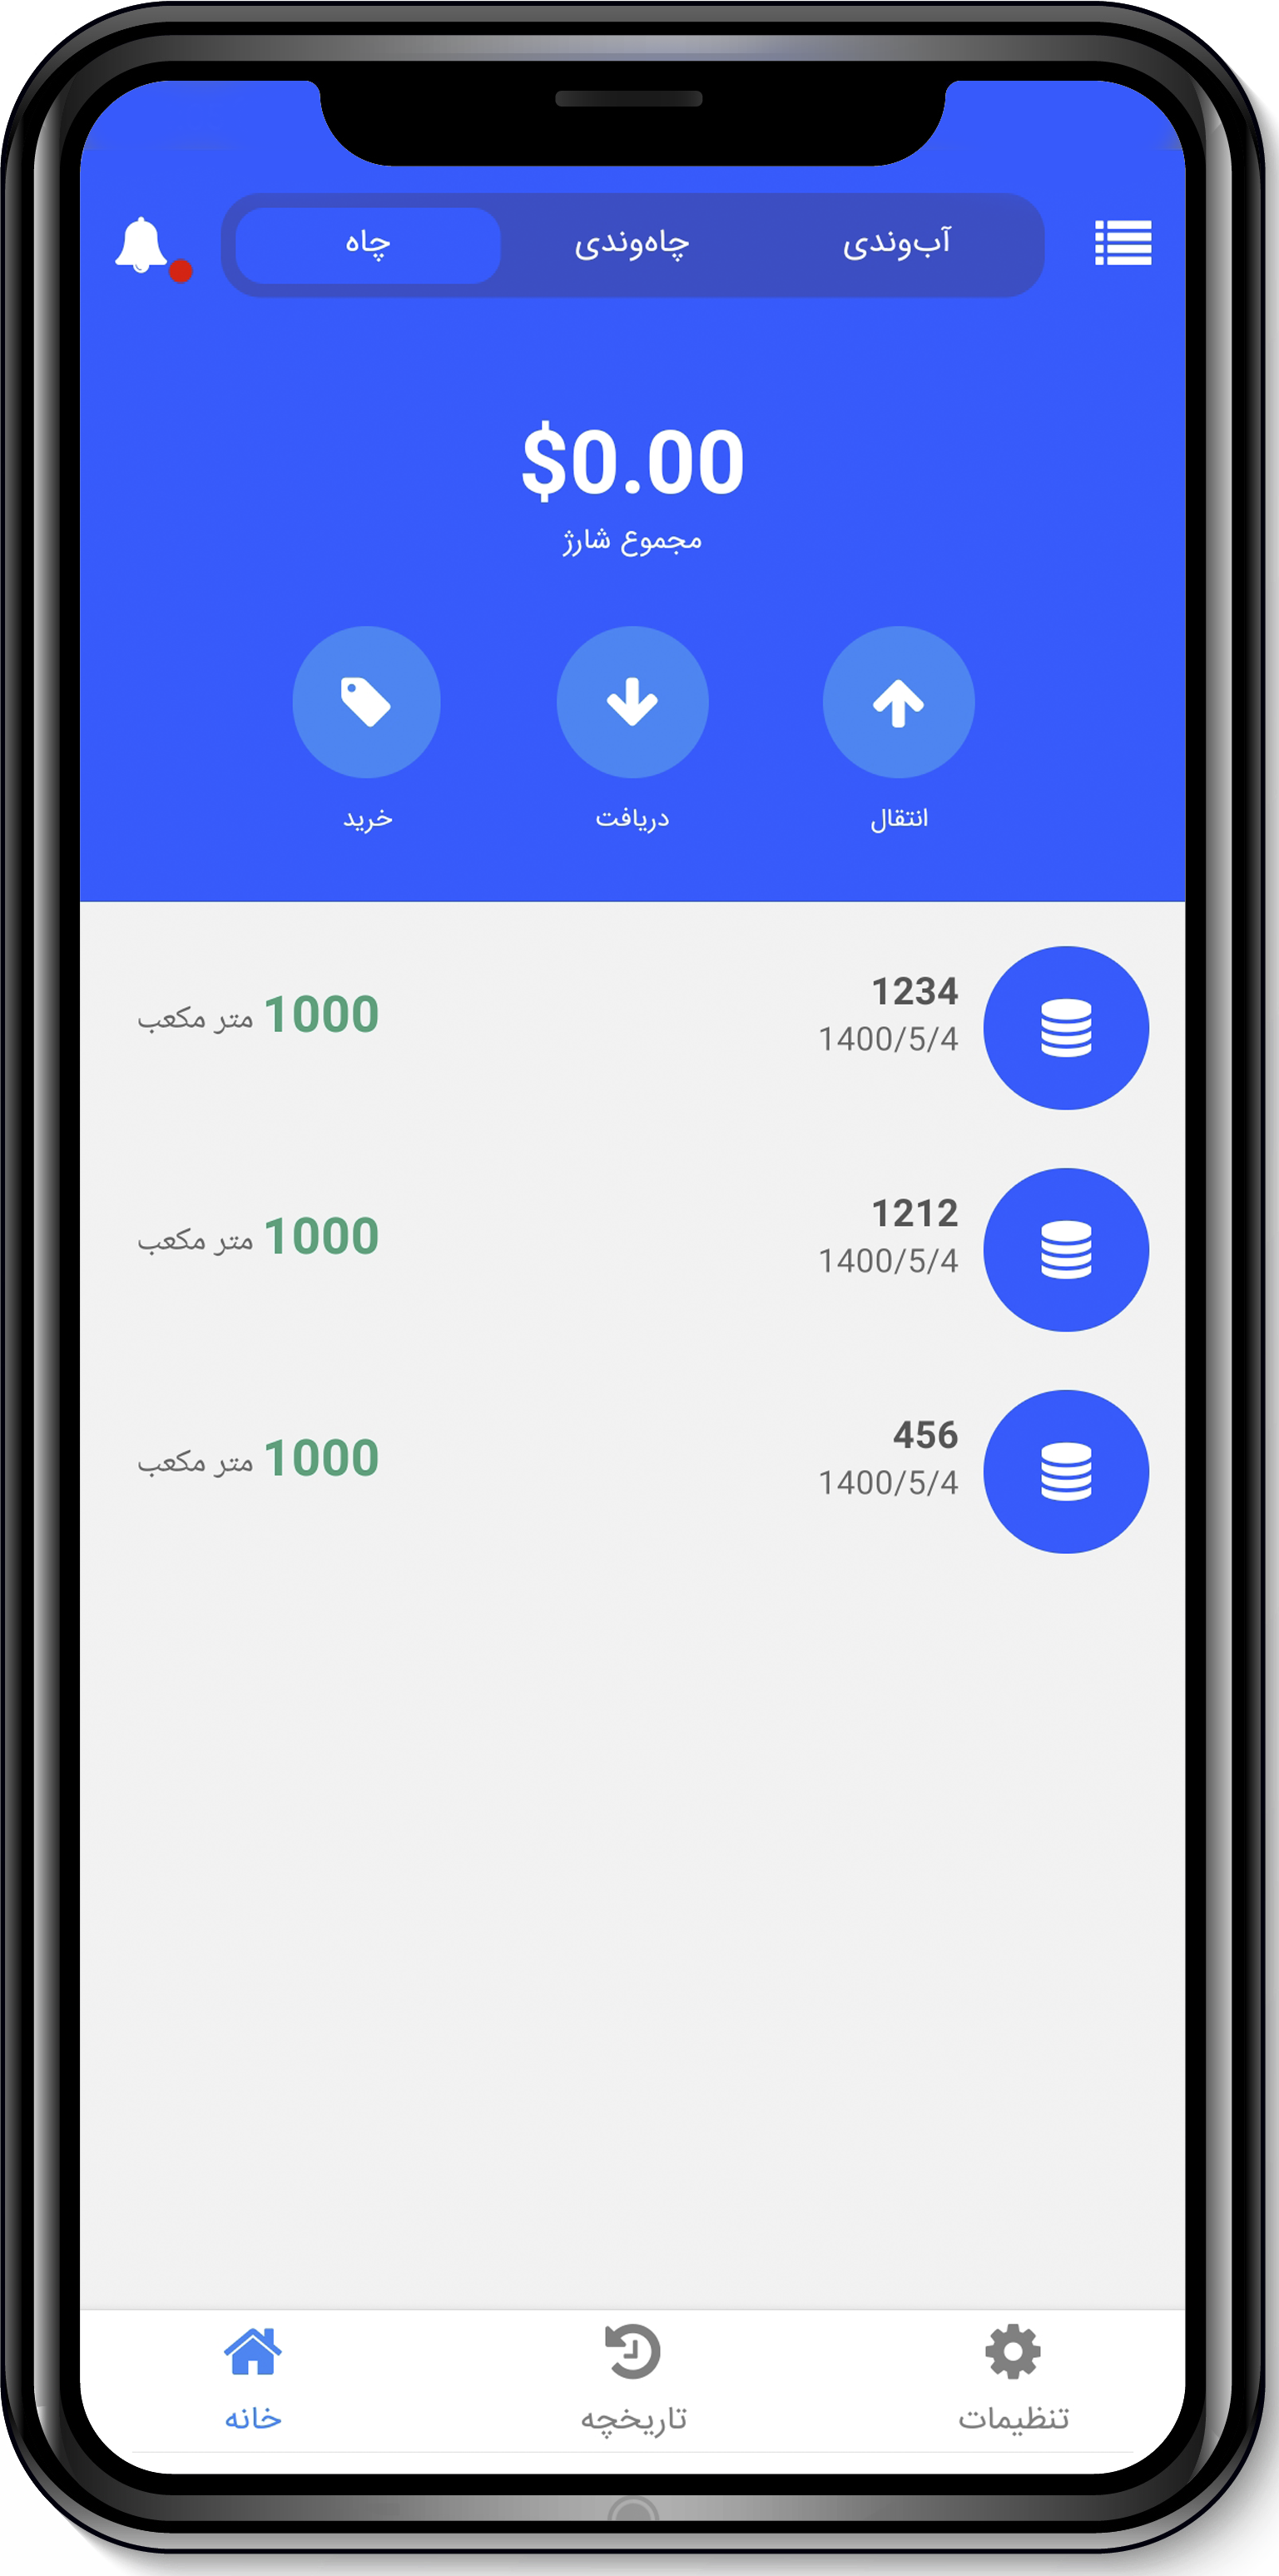 آب‌وندی
چاه‌وندی
چاه
$0.00
مجموع شارژ
انتقال
دریافت
خرید
1234
1400/5/4
1000 متر مکعب
1212
1400/5/4
1000 متر مکعب
456
1400/5/4
1000 متر مکعب
تنظیمات
تاریخچه
خانه